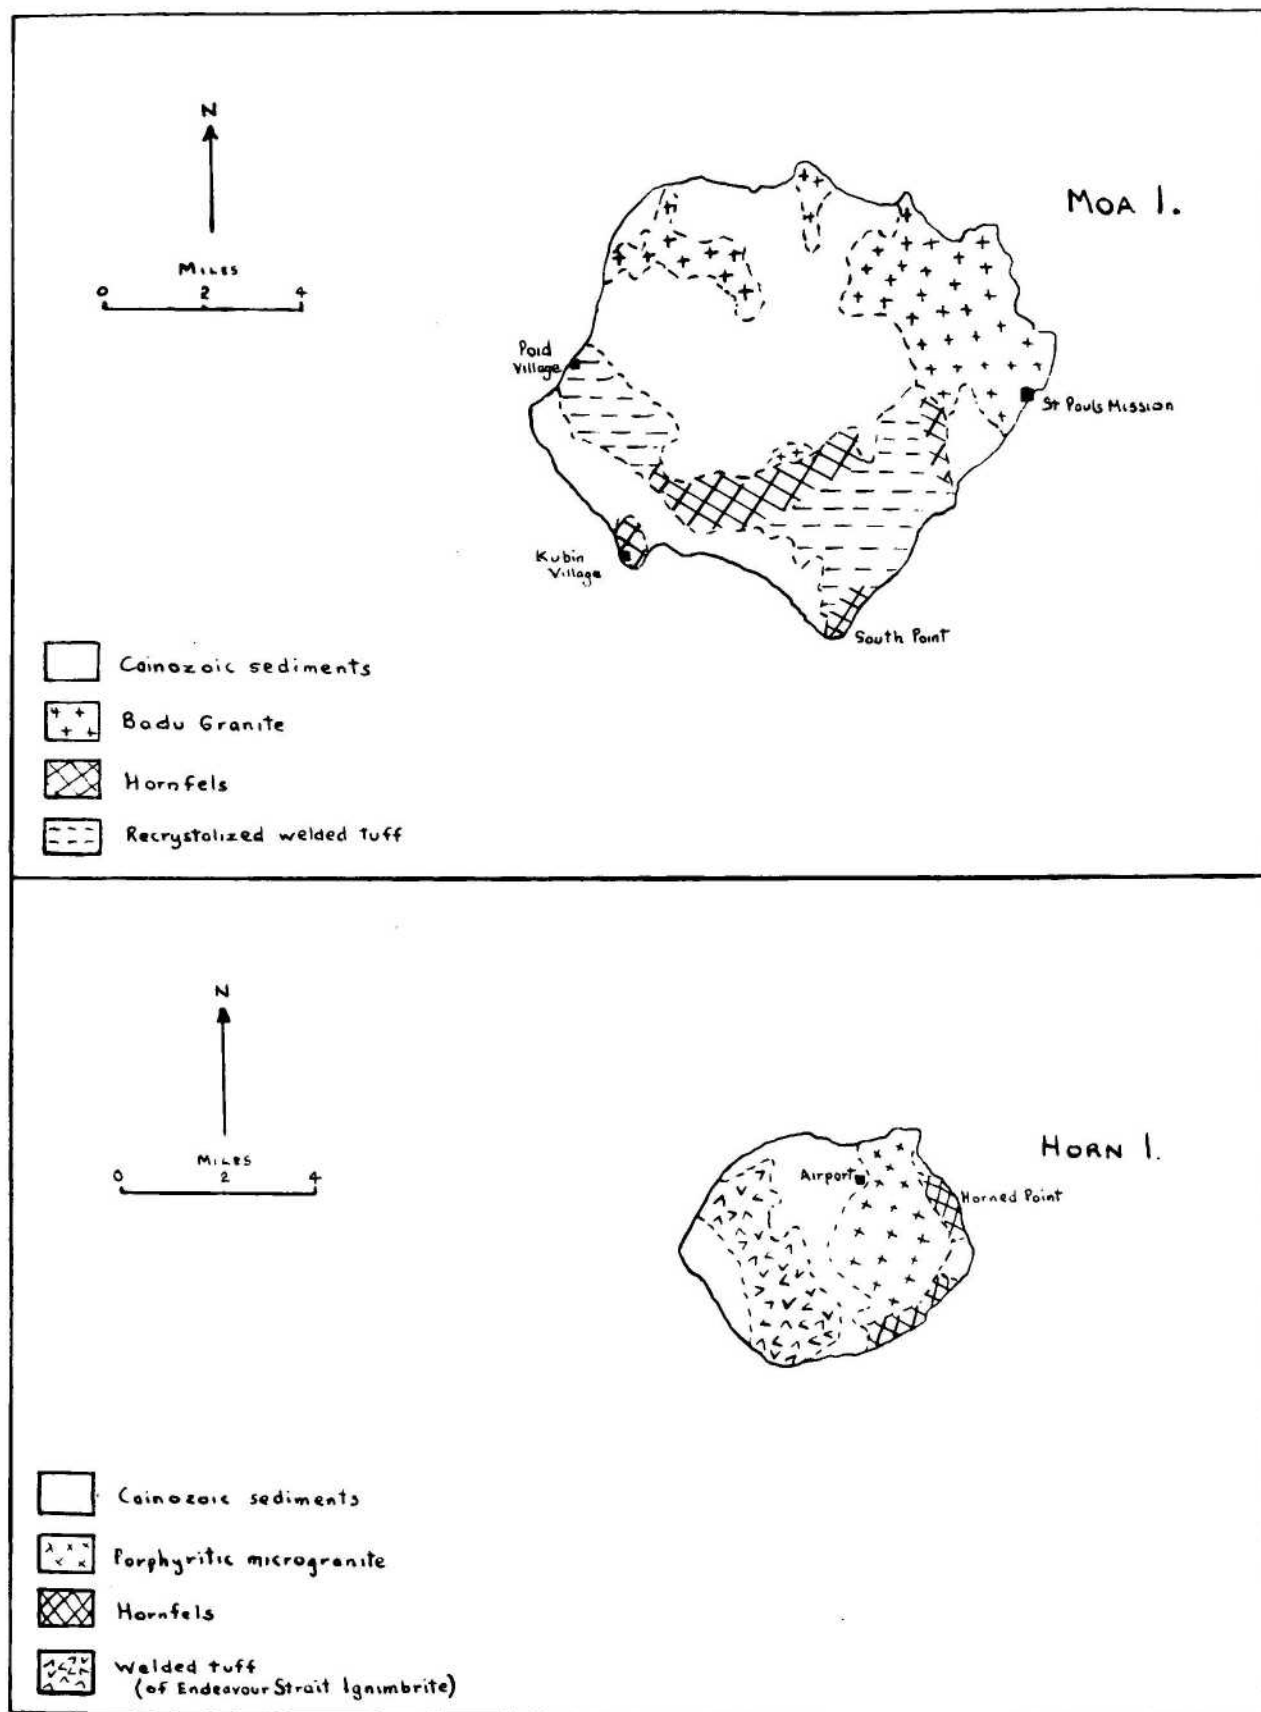 N
MILES
0 2 4
MOA I.
Poid
Village
St Pauls Mission
Kubin
Village
South Point
Cainozoic sediments
Badu Granite
Hornfels
Recrystalized welded tuff
N
MILES
0 2 4
HORN I.
Airport
Horned Point
Cainozoic sediments
Porphyritic microgranite
Hornfels
Welded tuff
(of Endeavour Strait Ignimbrite)